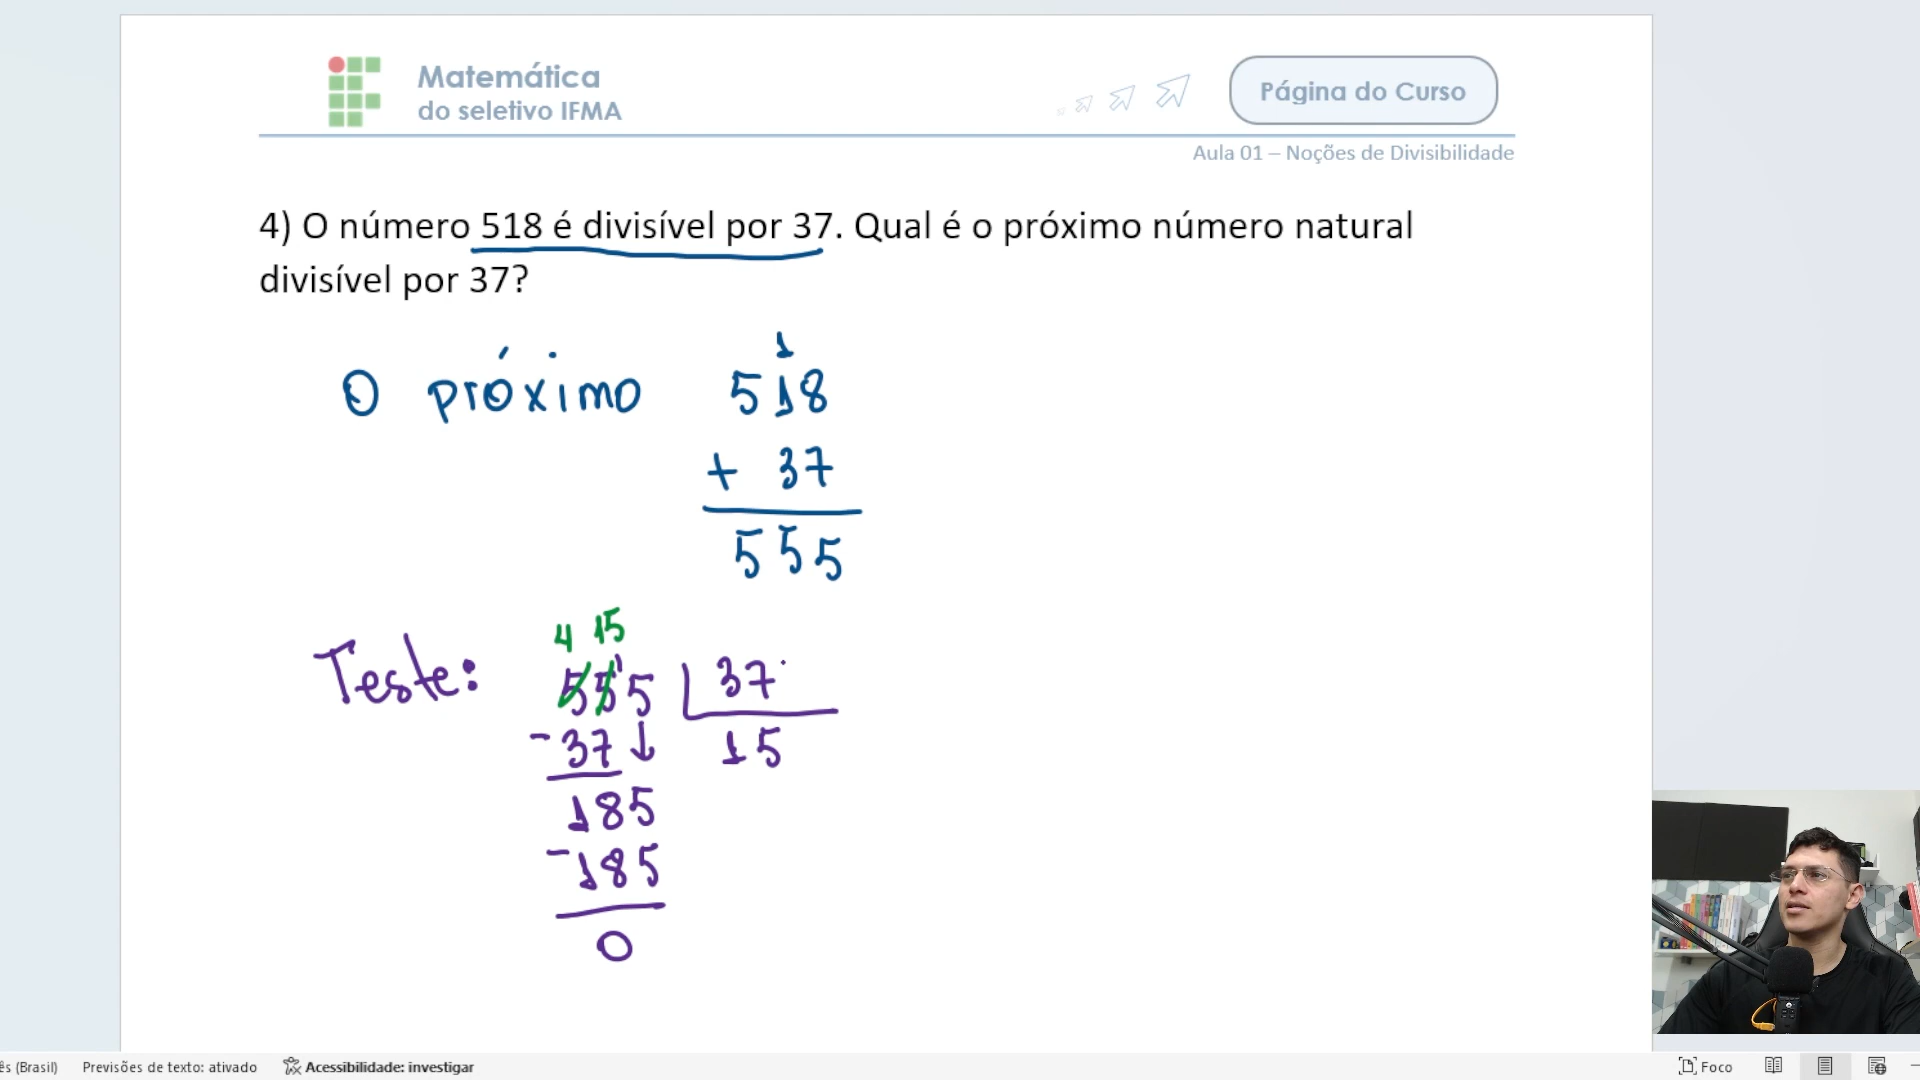 Matemática
do seletivo IFMA
Página do Curso
Aula 01 – Noções de Divisibilidade
4) O número 518 é divisível por 37. Qual é o próximo número natural
divisível por 37?
1
O próximo 518
+ 37
555
4 15
Teste: 555 37
- 37 15
185
- 185
0
ês (Brasil) Previsões de texto: ativado Acessibilidade: investigar Foco